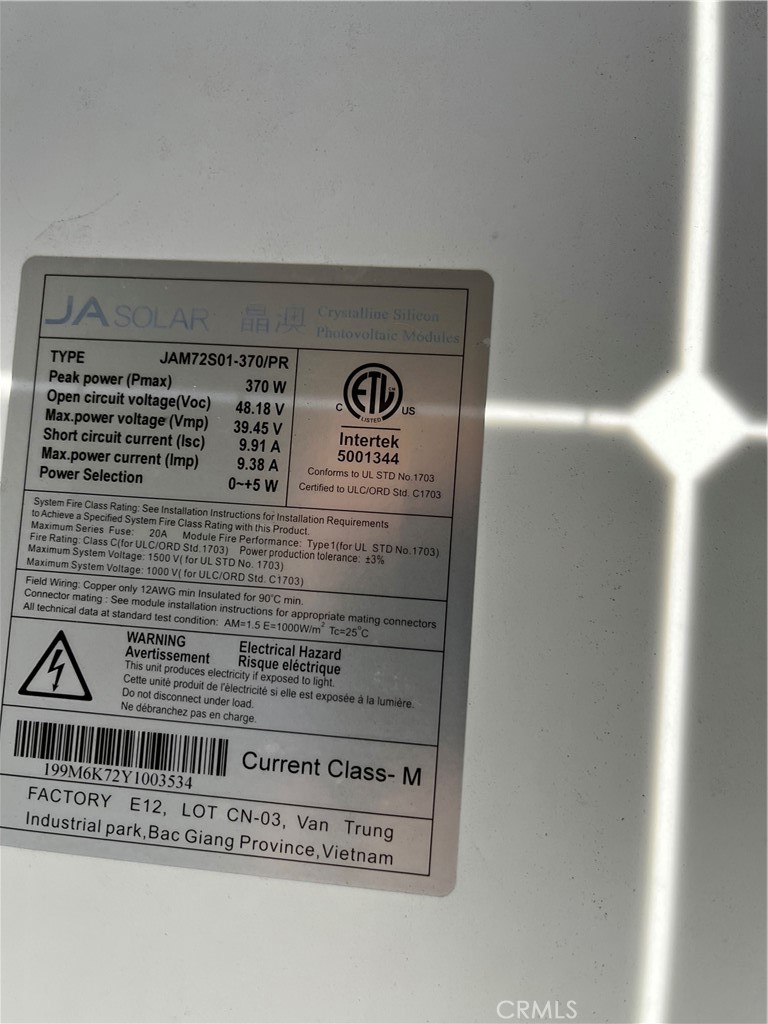 JA SOLAR 晶澳 Crystalline Silicon
Photovoltaic Modules
TYPE JAM72S01-370/PR
Peak power (Pmax) 370 W
Open circuit voltage(Voc) 48.18 V
Max.power voltage (Vmp) 39.45 V
Short circuit current (Isc) 9.91 A
Max.power current (Imp) 9.38 A
Power Selection 0~+5 W
ETL
C US
LISTED
Intertek
5001344
Conforms to UL STD No.1703
Certified to ULC/ORD Std. C1703
System Fire Class Rating: See Installation Instructions for Installation Requirements
to Achieve a Specified System Fire Class Rating with this Product.
Maximum Series Fuse: 20A Module Fire Performance: Type1(for UL STD No.1703)
Fire Rating: Class C(for ULC/ORD Std.1703) Power production tolerance: ±3%
Maximum System Voltage: 1500 V( for UL STD No. 1703)
Maximum System Voltage: 1000 V( for ULC/ORD Std. C1703)
Field Wiring: Copper only 12AWG min Insulated for 90°C min.
Connector mating : See module installation instructions for appropriate mating connectors
All technical data at standard test condition: AM=1.5 E=1000W/m² Tc=25°C
WARNING Electrical Hazard
Avertissement Risque eléctrique
This unit produces electricity if exposed to light.
Cette unité produit de l'électricité si elle est exposée à la lumière.
Do not disconnect under load.
Ne débranchez pas en charge.
199M6K72Y1003534
Current Class- M
FACTORY E12, LOT CN-03, Van Trung
Industrial park,Bac Giang Province,Vietnam
CRMLS